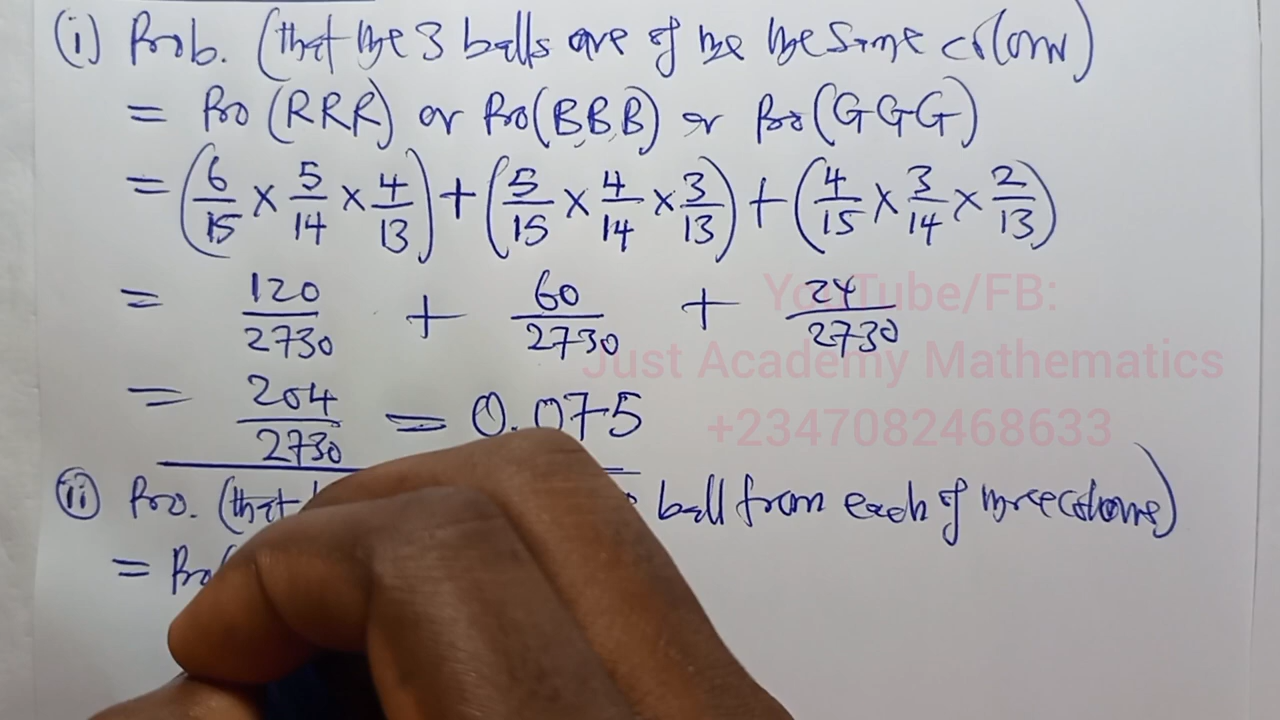 (i) Prob. (that the 3 balls are of the the same colour)
= Pro (RRR) or Pro(B,B,B) or Pro(GGG)
= (6/15 × 5/14 × 4/13) + (5/15 × 4/14 × 3/13) + (4/15 × 3/14 × 2/13)
= 120/2730 + 60/2730 + 24/2730
= 204/2730 = 0.075
(ii) Pro. (that ball from each of three colours)
= Pro(
YouTube/FB:
Just Academy Mathematics
+2347082468633